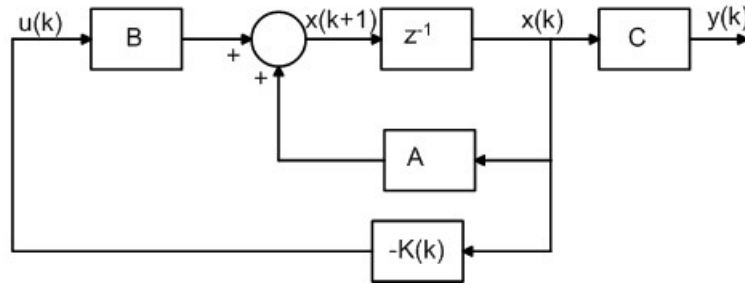 u(k) B + + x(k+1) z⁻¹ x(k) C y(k)
A
-K(k)